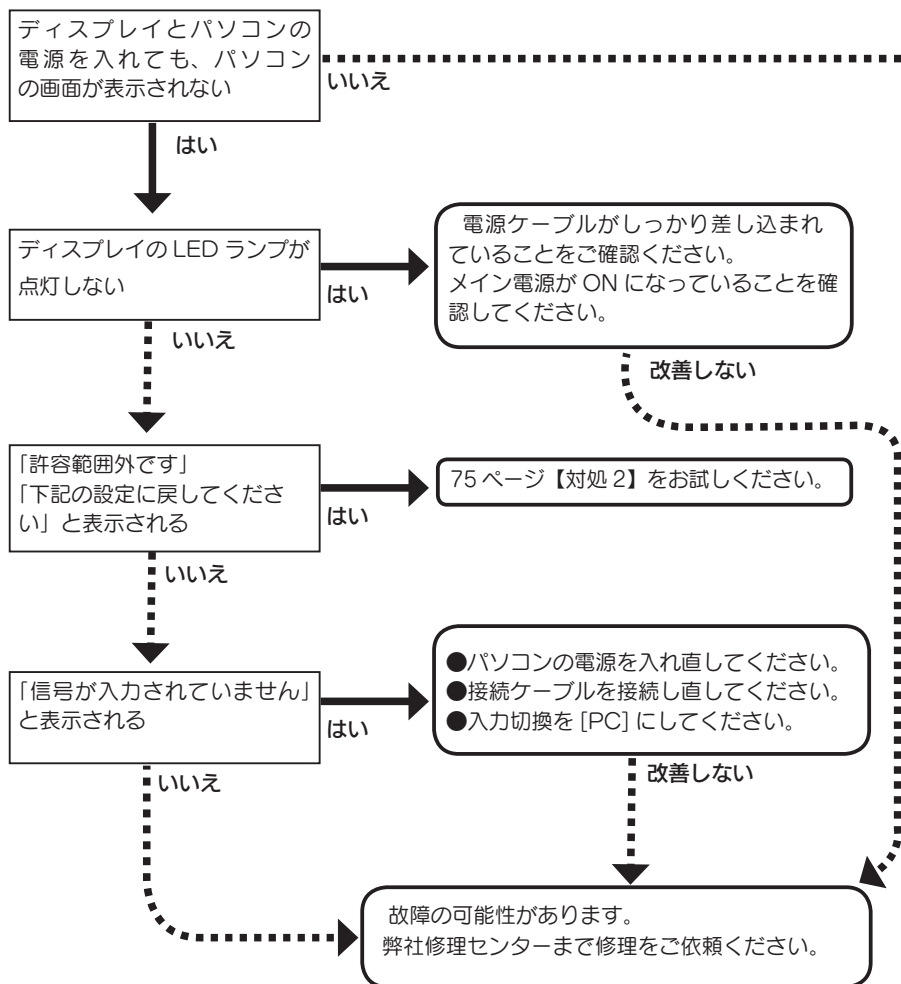 ディスプレイとパソコンの
電源を入れても、パソコン
の画面が表示されない
いいえ
はい
ディスプレイの LED ランプが
点灯しない
はい
電源ケーブルがしっかり差し込まれ
ていることをご確認ください。
メイン電源が ON になっていることを確
認してください。
いいえ
改善しない
「許容範囲外です」
「下記の設定に戻してくださ
い」と表示される
はい
75 ページ【対処 2】をお試しください。
いいえ
「信号が入力されていません」
と表示される
はい
●パソコンの電源を入れ直してください。
●接続ケーブルを接続し直してください。
●入力切換を [PC] にしてください。
いいえ
改善しない
故障の可能性があります。
弊社修理センターまで修理をご依頼ください。